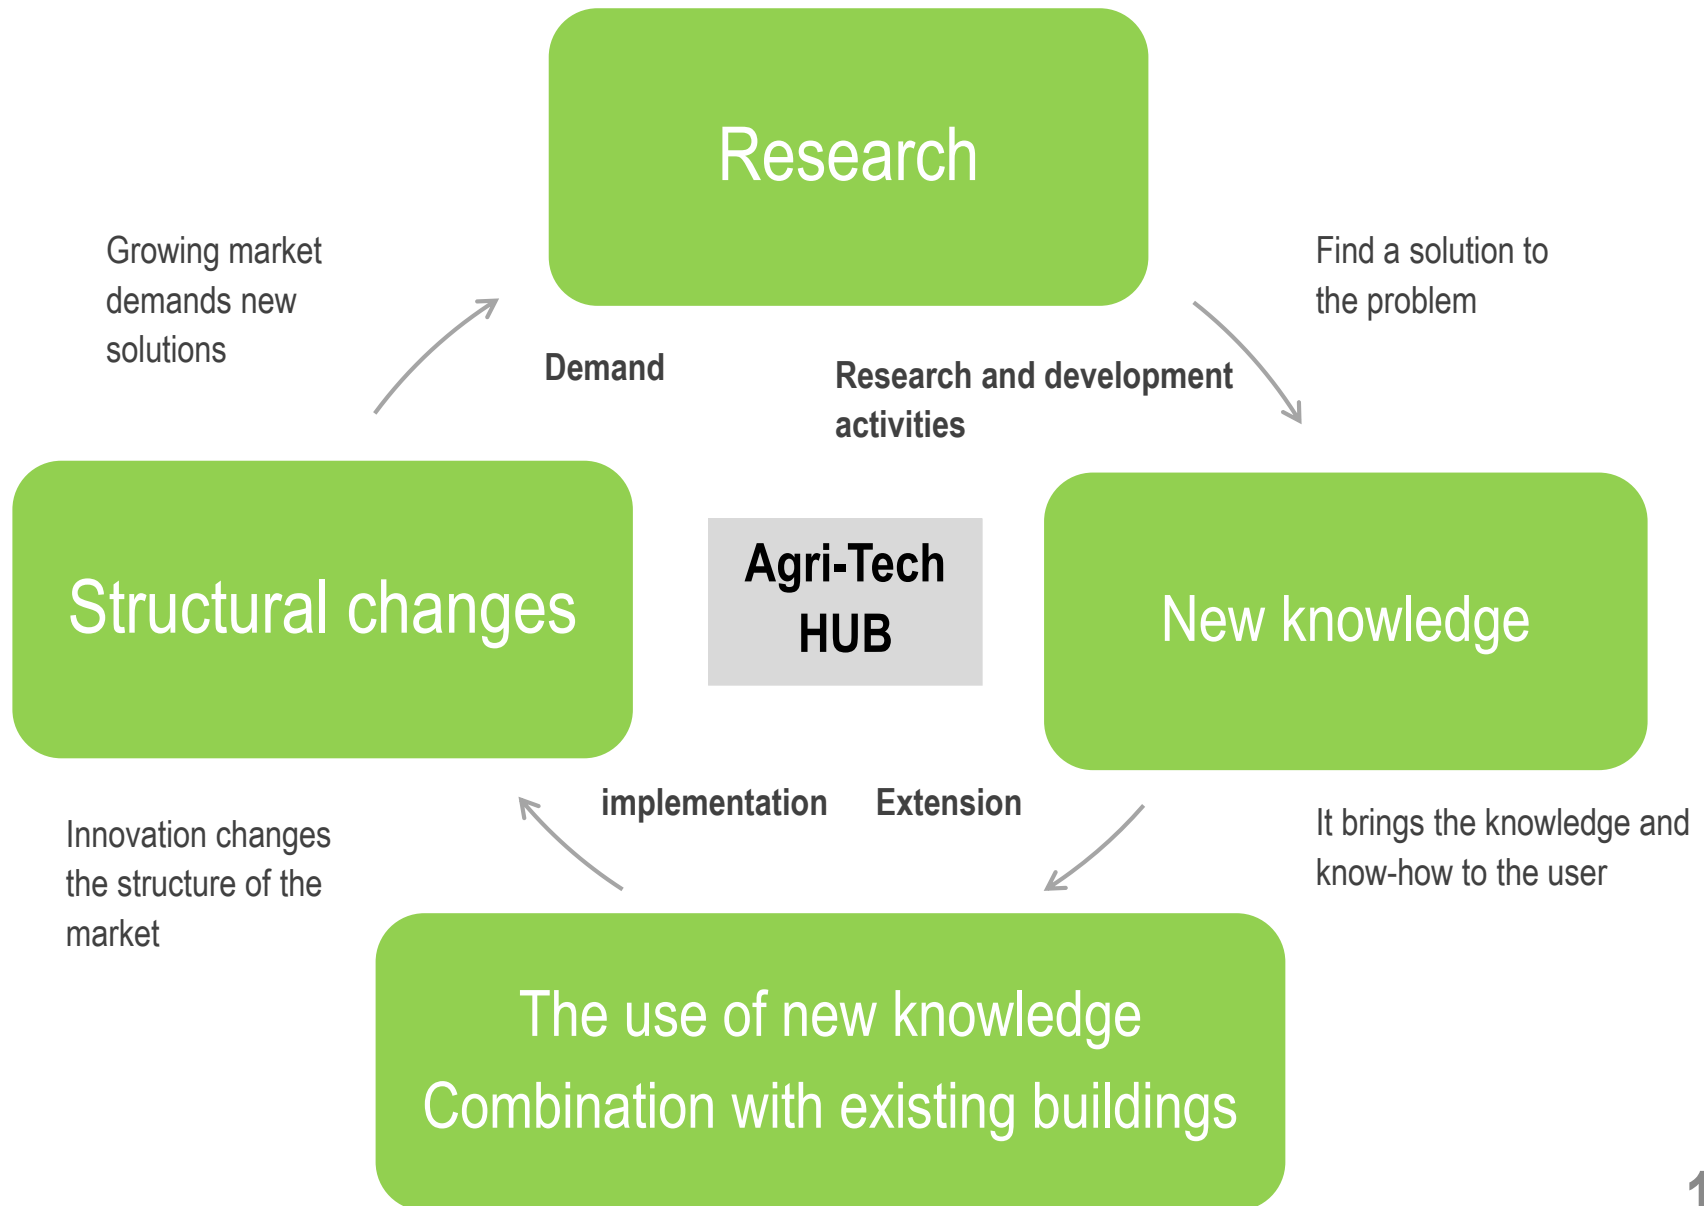 Research
Growing market
demands new
solutions
Find a solution to
the problem
Demand
Research and development
activities
Structural changes
Agri-Tech
HUB
New knowledge
implementation
Extension
Innovation changes
the structure of the
market
It brings the knowledge and
know-how to the user
The use of new knowledge
Combination with existing buildings